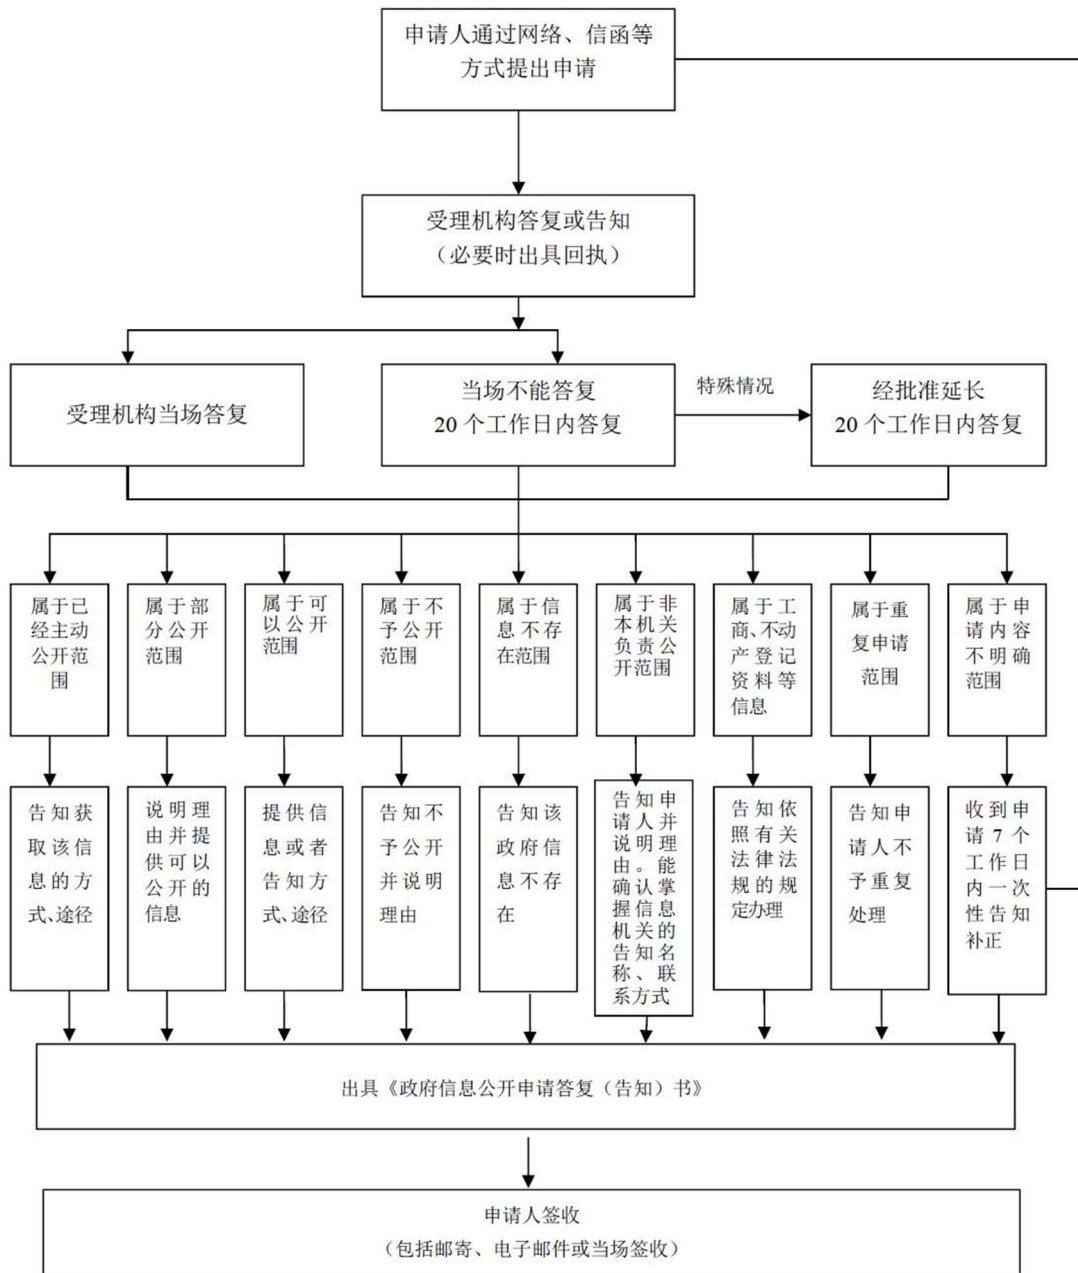 申请人通过网络、信函等
方式提出申请
受理机构答复或告知
（必要时出具回执）
受理机构当场答复
当场不能答复
20 个工作日内答复
特殊情况
经批准延长
20 个工作日内答复
属于已
经主动
公开范
围
属于部
分公开
范围
属于可
以公开
范围
属于不
予公开
范围
属于信
息不存
在范围
属于非
本机关
负责公
开范围
属于工
商、不动
产登记
资料等
信息
属于重
复申请
范围
属于申
请内容
不明确
范围
告知获
取该信
息的方
式、途径
说明理
由并提
供可以
公开的
信息
提供信
息或者
告知方
式、途径
告知不
予公开
并说明
理由
告知该
政府信
息不存
在
告知申
请人并
说明理
由。能
确认掌
握信息
机关的
告知名
称、联
系方式
告知依
照有关
法律法
规的规
定办理
告知申
请人不
予重复
处理
收到申
请 7 个
工作日
内一次
性告知
补正
出具《政府信息公开申请答复（告知）书》
申请人签收
（包括邮寄、电子邮件或当场签收）